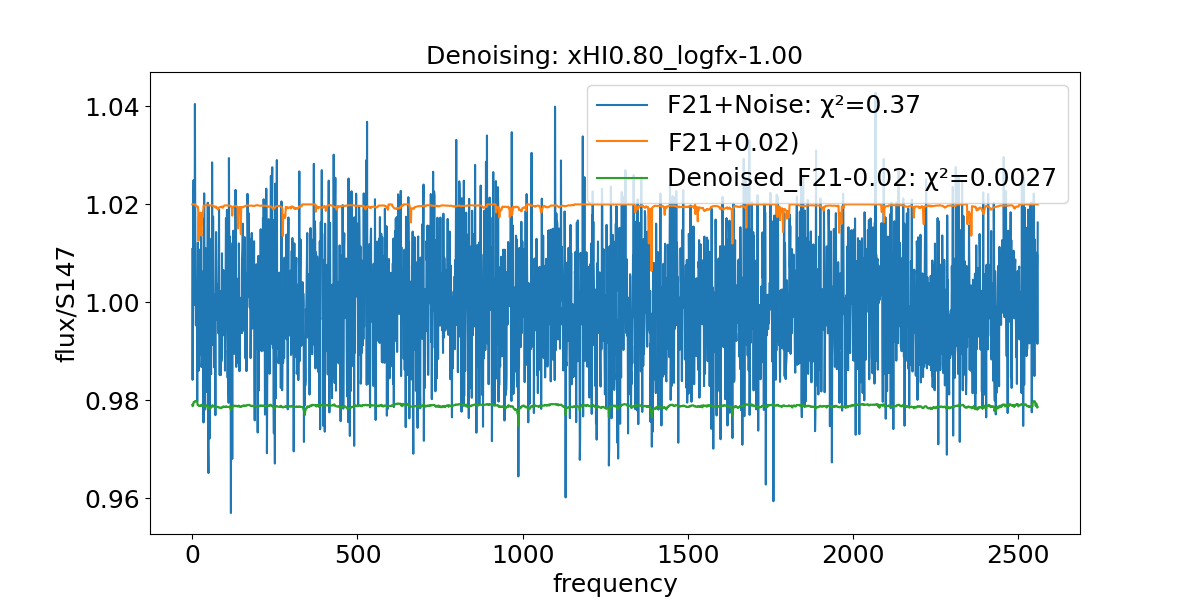 Denoising: xHI0.80_logfx-1.00
F21+Noise: χ²=0.37
F21+0.02)
Denoised_F21-0.02: χ²=0.0027
flux/S147
1.04
1.02
1.00
0.98
0.96
0 500 1000 1500 2000 2500
frequency